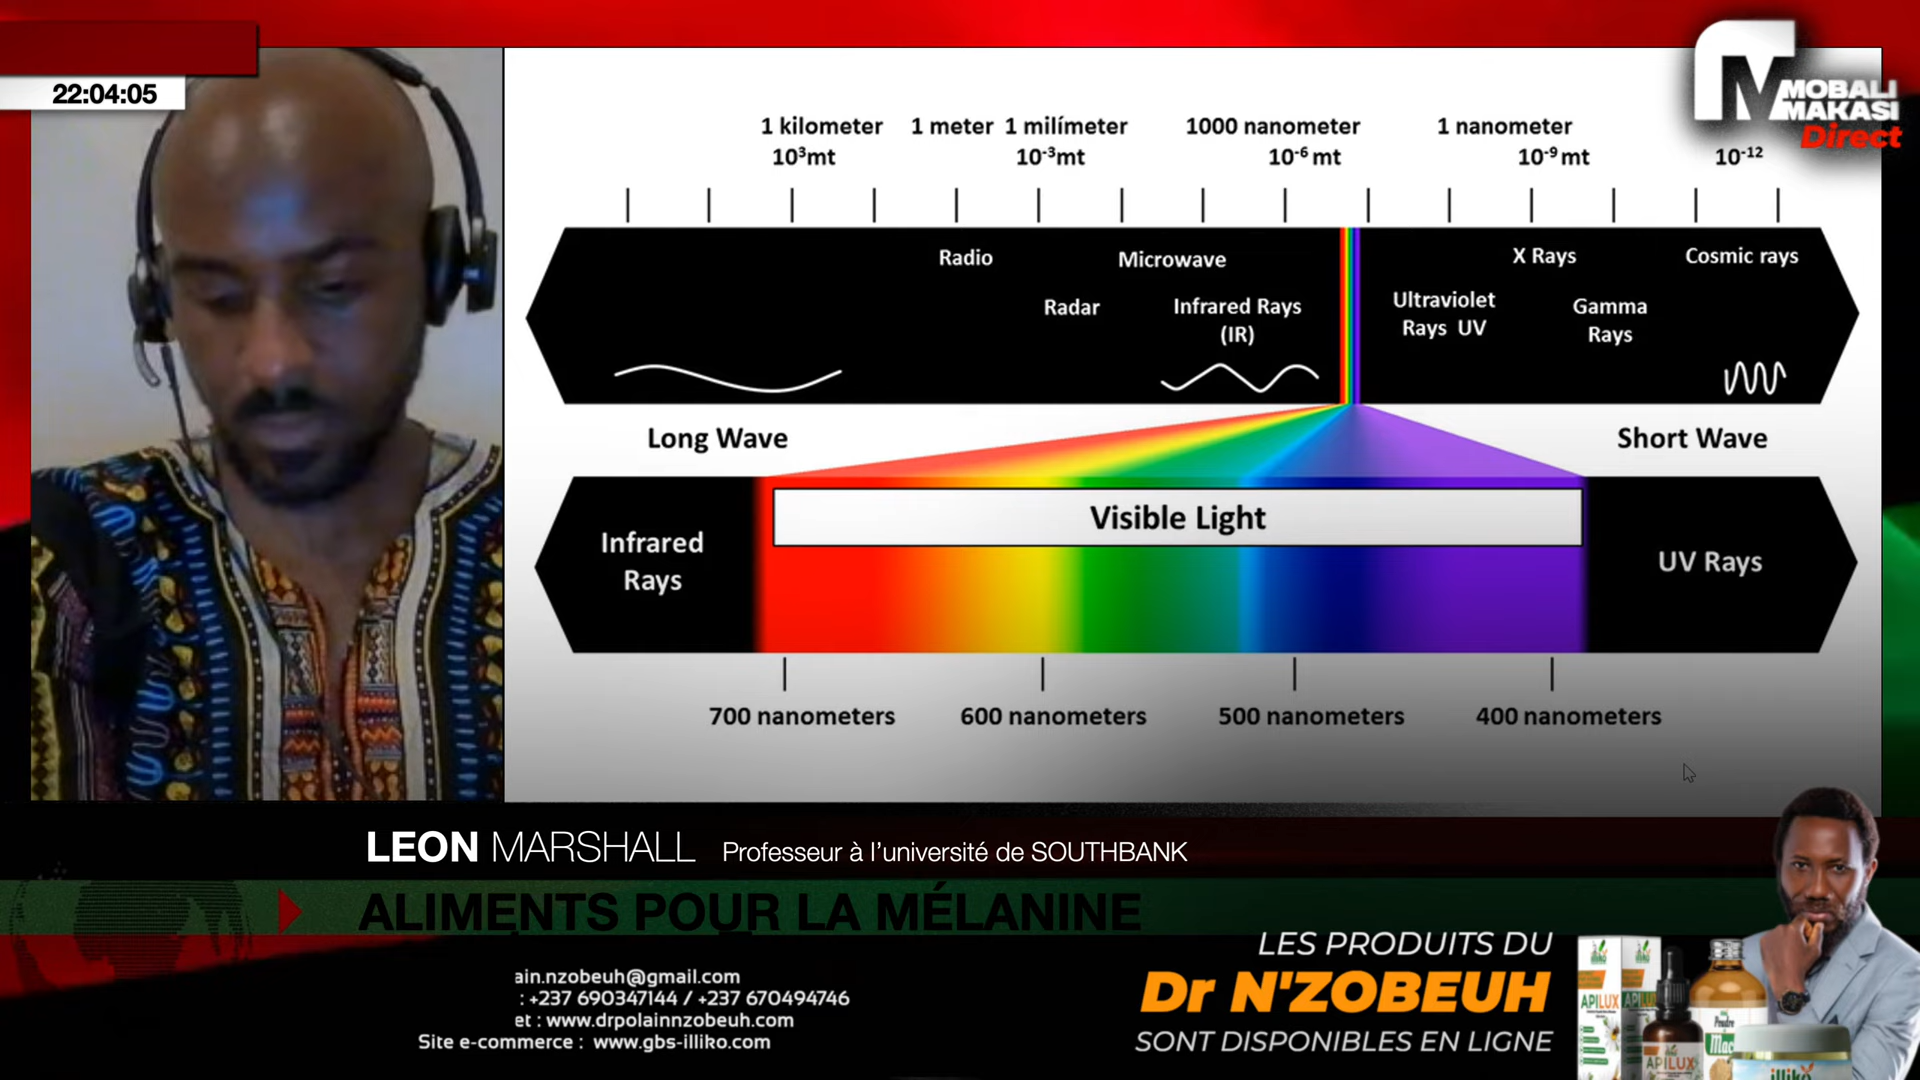 22:04:05
MOBALI
MAKASI
Direct
1 kilometer 1 meter 1 milímeter 1000 nanometer 1 nanometer
10³mt 10⁻³mt 10⁻⁶ mt 10⁻⁹ mt 10⁻¹²
Radio Microwave X Rays Cosmic rays
Radar Infrared Rays (IR) Ultraviolet Rays UV Gamma Rays
Long Wave Short Wave
Visible Light
Infrared
Rays
UV Rays
700 nanometers 600 nanometers 500 nanometers 400 nanometers
LEON MARSHALL Professeur à l'université de SOUTHBANK
ALIMENTS POUR LA MÉLANINE
ain.nzobeuh@gmail.com
: +237 690347144 / +237 670494746
et : www.drpolainnzobeuh.com
Site e-commerce : www.gbs-illiko.com
LES PRODUITS DU
Dr N'ZOBEUH
SONT DISPONIBLES EN LIGNE
APILUX
APILUX
Poudre
illiko